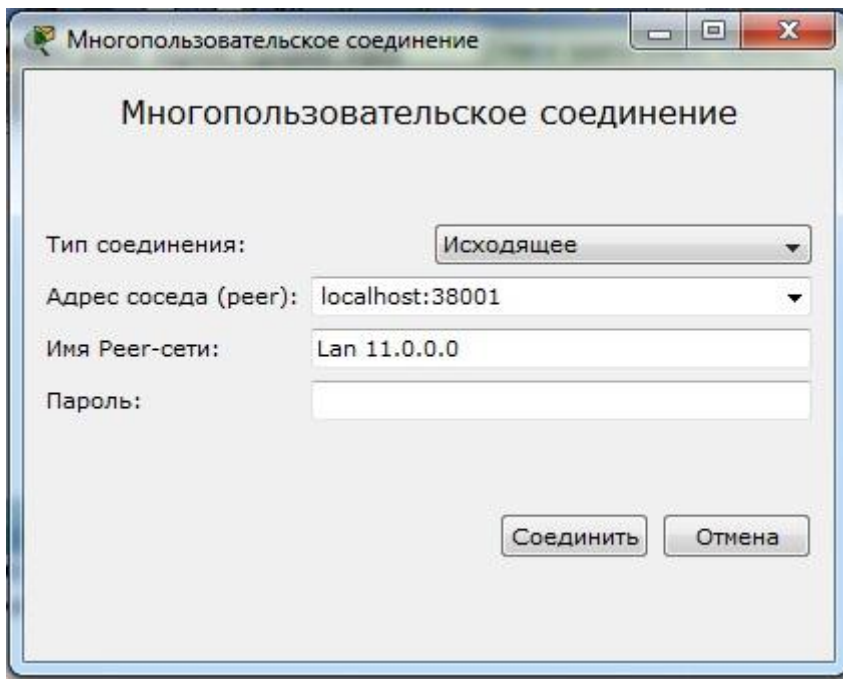 Многопользовательское соединение
Многопользовательское соединение
Тип соединения: Исходящее
Адрес соседа (peer): localhost:38001
Имя Peer-сети: Lan 11.0.0.0
Пароль:
Соединить Отмена